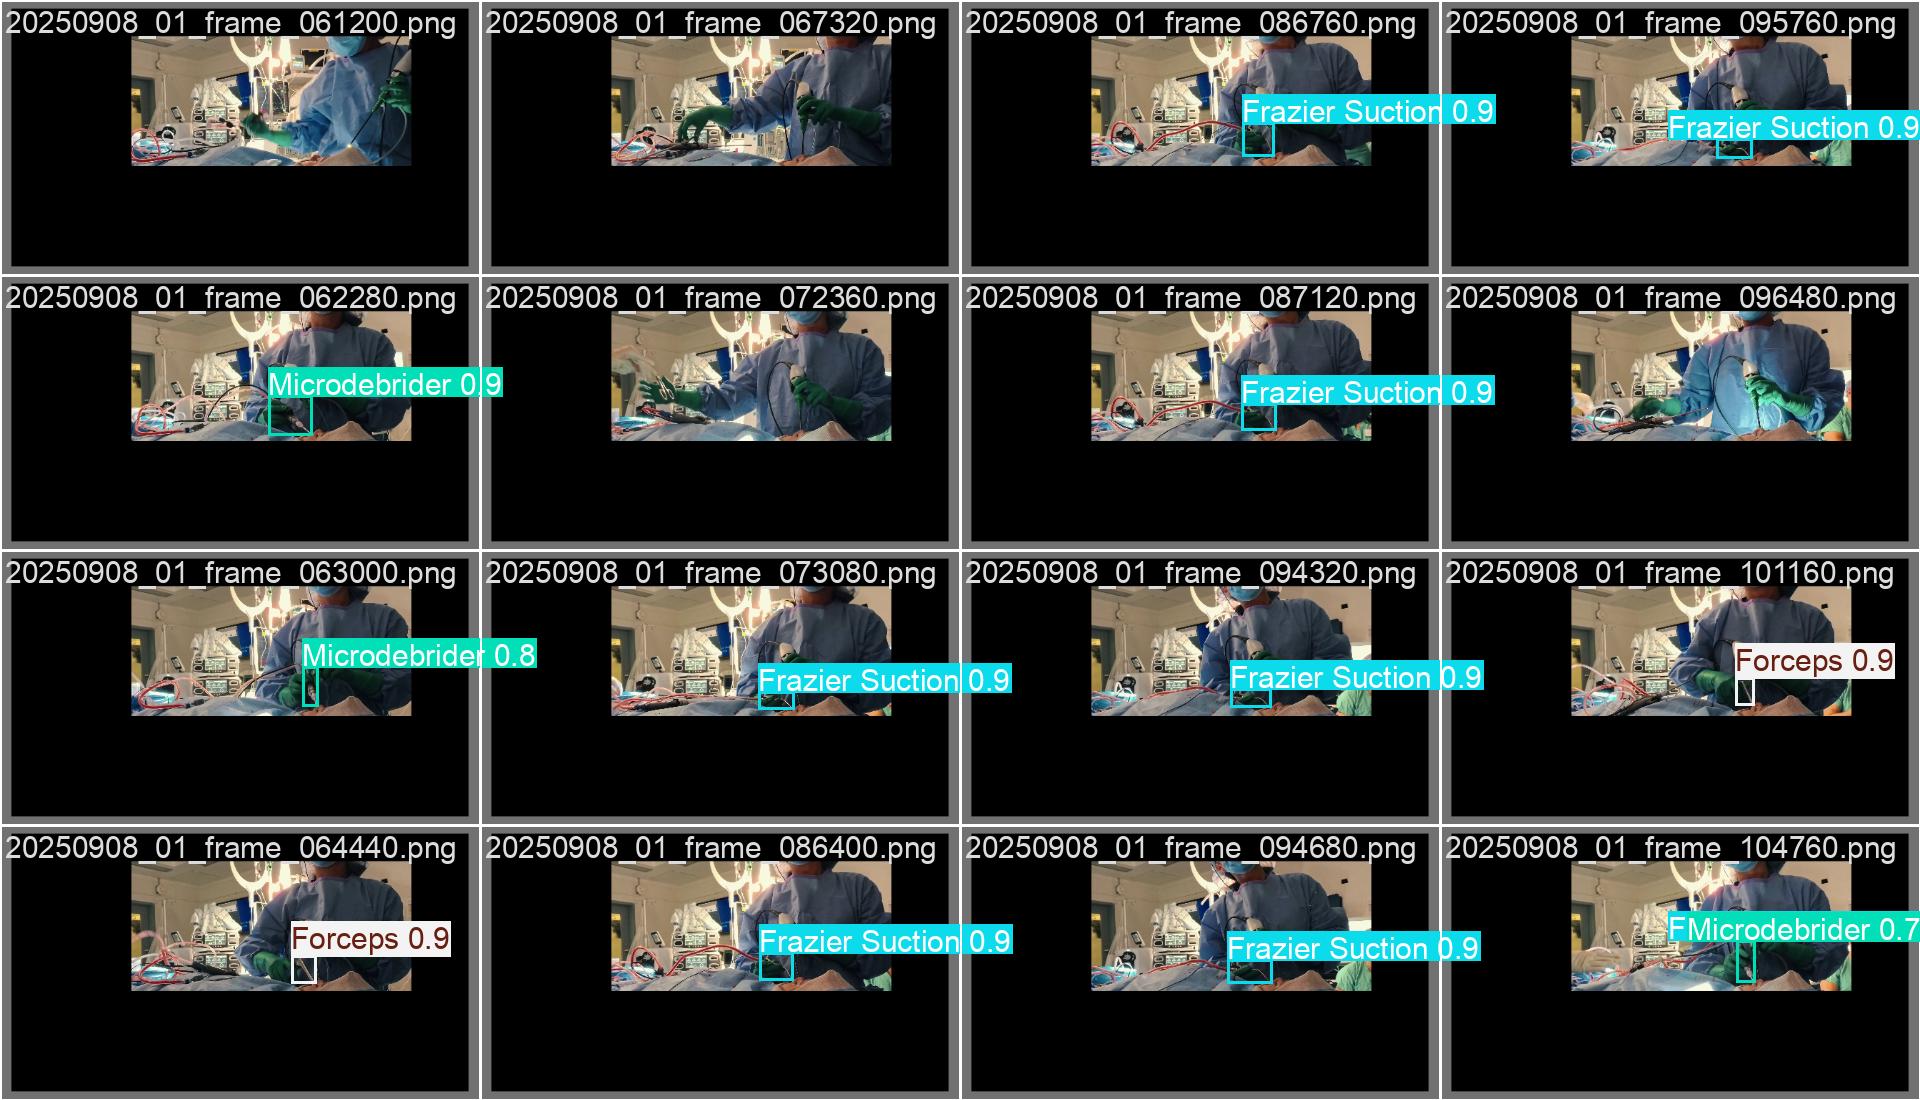 20250908_01_frame_061200.png
20250908_01_frame_067320.png
20250908_01_frame_086760.png
20250908_01_frame_095760.png
Frazier Suction 0.9
Frazier Suction 0.9
20250908_01_frame_062280.png
20250908_01_frame_072360.png
20250908_01_frame_087120.png
20250908_01_frame_096480.png
Microdebrider 0.9
Frazier Suction 0.9
20250908_01_frame_063000.png
20250908_01_frame_073080.png
20250908_01_frame_094320.png
20250908_01_frame_101160.png
Microdebrider 0.8
Frazier Suction 0.9
Frazier Suction 0.9
Forceps 0.9
20250908_01_frame_064440.png
20250908_01_frame_086400.png
20250908_01_frame_094680.png
20250908_01_frame_104760.png
Forceps 0.9
Frazier Suction 0.9
Frazier Suction 0.9
FMicrodebrider 0.7